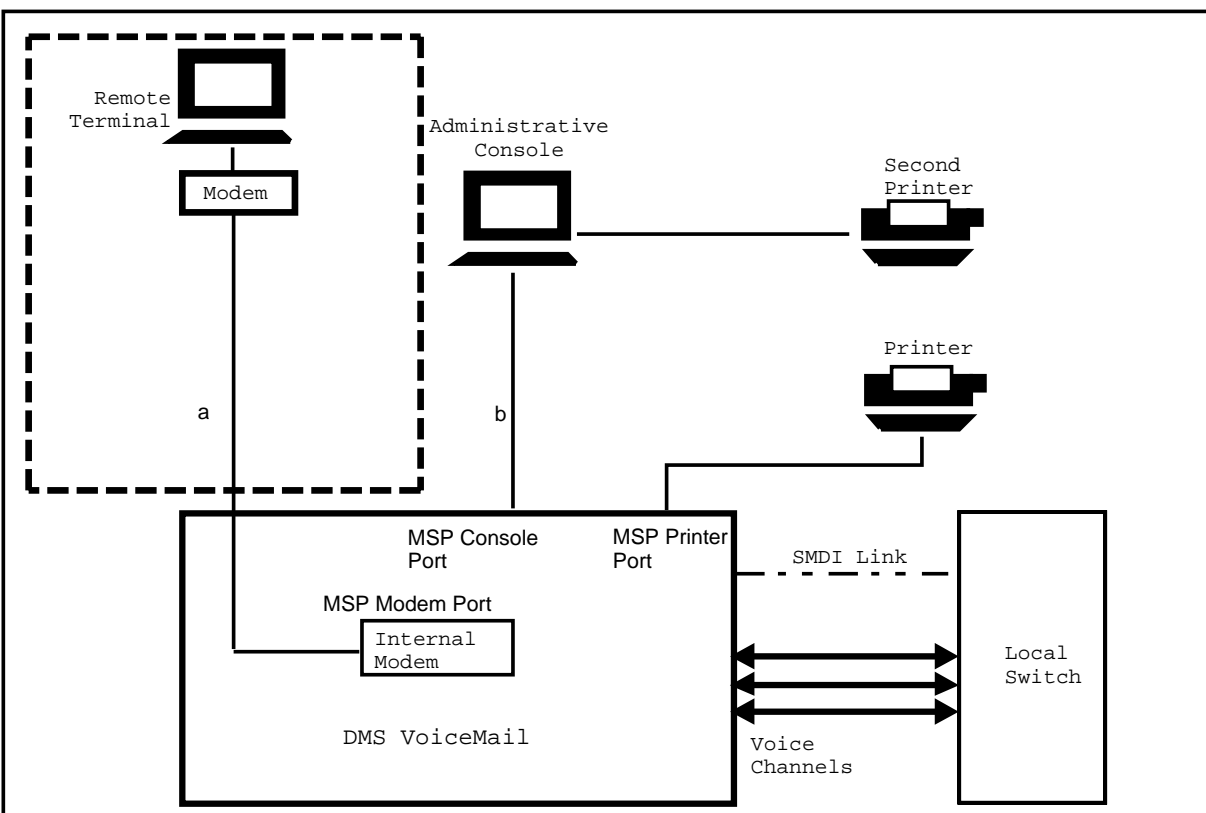 Remote
Terminal
Modem
Administrative
Console
Second
Printer
Printer
a
b
MSP Console
Port
MSP Printer
Port
SMDI Link
MSP Modem Port
Internal
Modem
Local
Switch
DMS VoiceMail
Voice
Channels